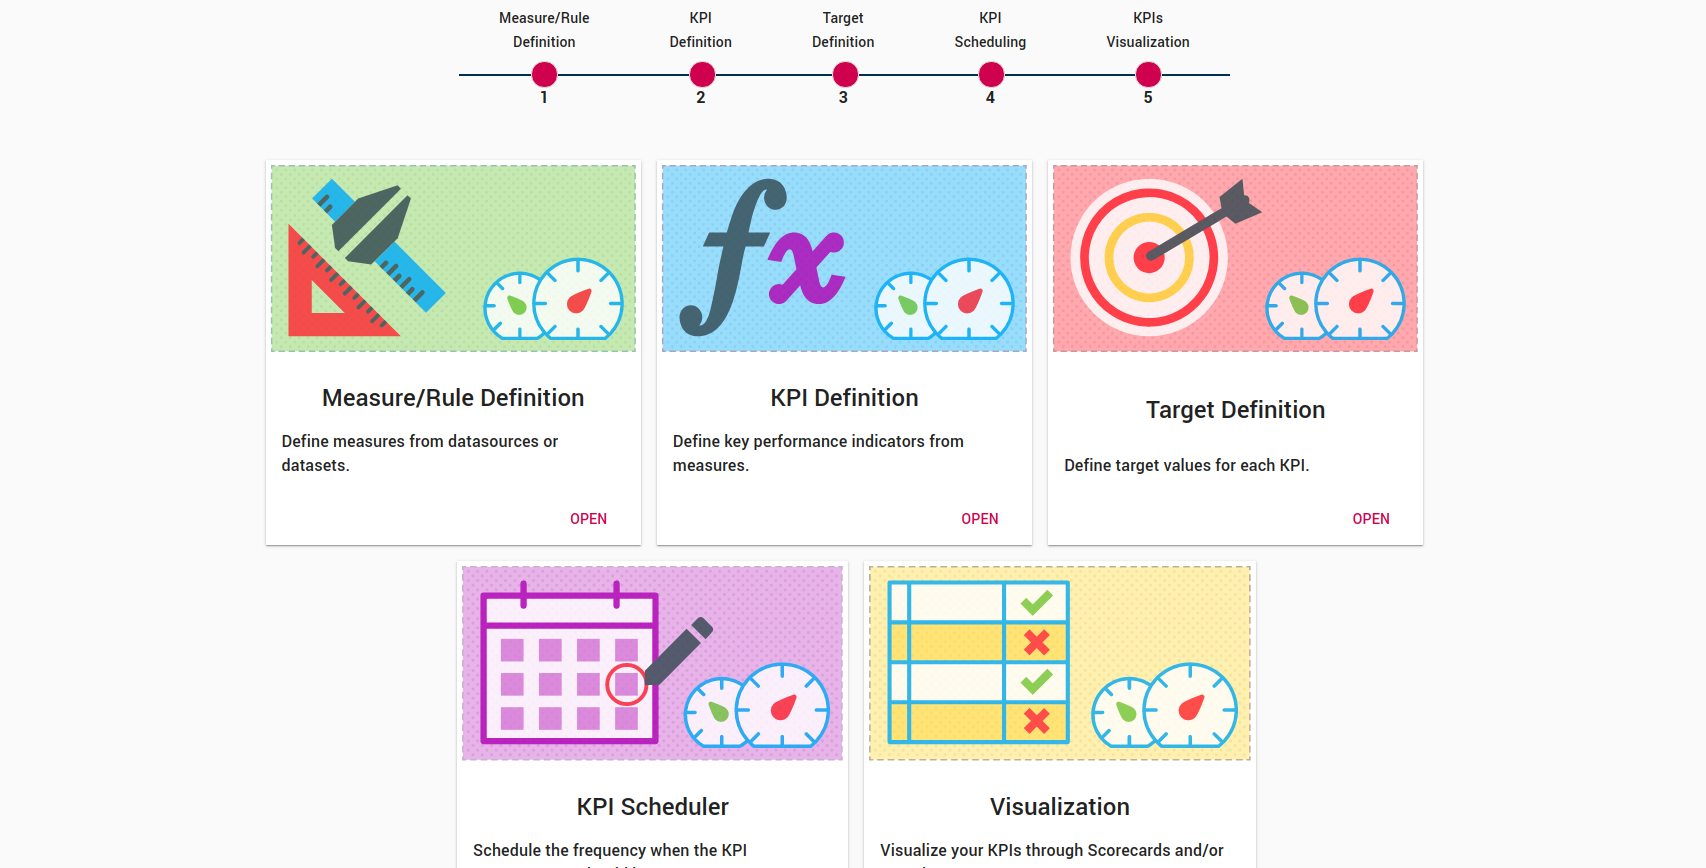 Measure/Rule
Definition
KPI
Definition
Target
Definition
KPI
Scheduling
KPIs
Visualization
1
2
3
4
5
fx
Measure/Rule Definition
Define measures from datasources or
datasets.
OPEN
KPI Definition
Define key performance indicators from
measures.
OPEN
Target Definition
Define target values for each KPI.
OPEN
KPI Scheduler
Schedule the frequency when the KPI
Visualization
Visualize your KPIs through Scorecards and/or